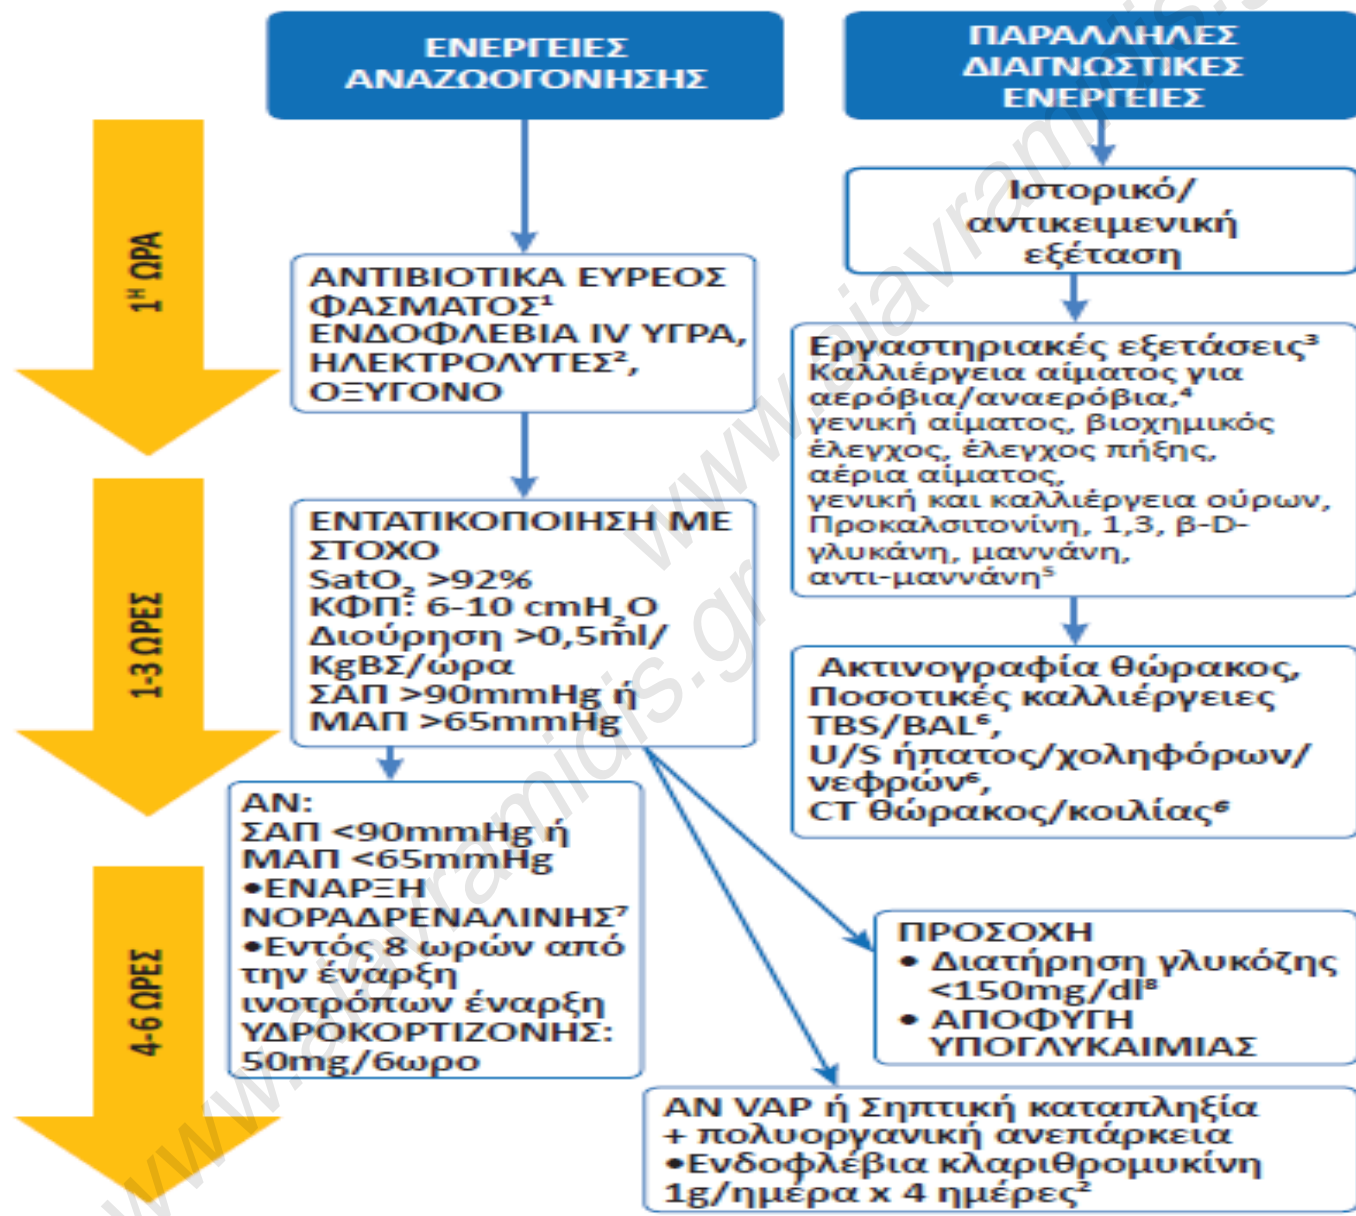 ΕΝΕΡΓΕΙΕΣ
ΑΝΑΖΩΟΓΟΝΗΣΗΣ
ΠΑΡΑΛΛΗΛΕΣ
ΔΙΑΓΝΩΣΤΙΚΕΣ
ΕΝΕΡΓΕΙΕΣ
1Η ΩΡΑ
ΑΝΤΙΒΙΟΤΙΚΑ ΕΥΡΕΟΣ
ΦΑΣΜΑΤΟΣ¹
ΕΝΔΟΦΛΕΒΙΑ IV ΥΓΡΑ,
ΗΛΕΚΤΡΟΛΥΤΕΣ²,
ΟΞΥΓΟΝΟ
Ιστορικό/
αντικειμενική
εξέταση
Εργαστηριακές εξετάσεις³
Καλλιέργεια αίματος για
αερόβια/αναερόβια,⁴
γενική αίματος, βιοχημικός
έλεγχος, έλεγχος πήξης,
αέρια αίματος,
γενική και καλλιέργεια ούρων,
Προκαλσιτονίνη, 1,3, β-D-
γλυκάνη, μαννάνη,
αντι-μαννάνη⁵
1-3 ΩΡΕΣ
ΕΝΤΑΤΙΚΟΠΟΙΗΣΗ ΜΕ
ΣΤΟΧΟ
SatO₂ >92%
ΚΦΠ: 6-10 cmH₂O
Διούρηση >0,5ml/
KgΒΣ/ώρα
ΣΑΠ >90mmHg ή
ΜΑΠ >65mmHg
Ακτινογραφία θώρακος,
Ποσοτικές καλλιέργειες
TBS/BAL⁶,
U/S ήπατος/χοληφόρων/
νεφρών⁶,
CT θώρακος/κοιλίας⁶
4-6 ΩΡΕΣ
ΑΝ:
ΣΑΠ <90mmHg ή
ΜΑΠ <65mmHg
•ΕΝΑΡΞΗ
ΝΟΡΑΔΡΕΝΑΛΙΝΗΣ⁷
•Εντός 8 ωρών από
την έναρξη
ινοτρόπων έναρξη
ΥΔΡΟΚΟΡΤΙΖΟΝΗΣ:
50mg/6ωρο
ΠΡΟΣΟΧΗ
• Διατήρηση γλυκόζης
<150mg/dl⁸
• ΑΠΟΦΥΓΗ
ΥΠΟΓΛΥΚΑΙΜΙΑΣ
ΑΝ VAP ή Σηπτική καταπληξία
+ πολυοργανική ανεπάρκεια
•Ενδοφλέβια κλαριθρομυκίνη
1g/ημέρα x 4 ημέρες²
www.aiavramidis.gr
www.aiavramidis.gr